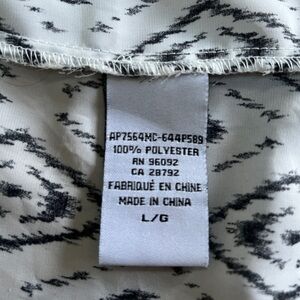 AP7564MC-644P589
100% POLYESTER
RN 96092
CA 28792
FABRIQUÉ EN CHINE
MADE IN CHINA
L/G